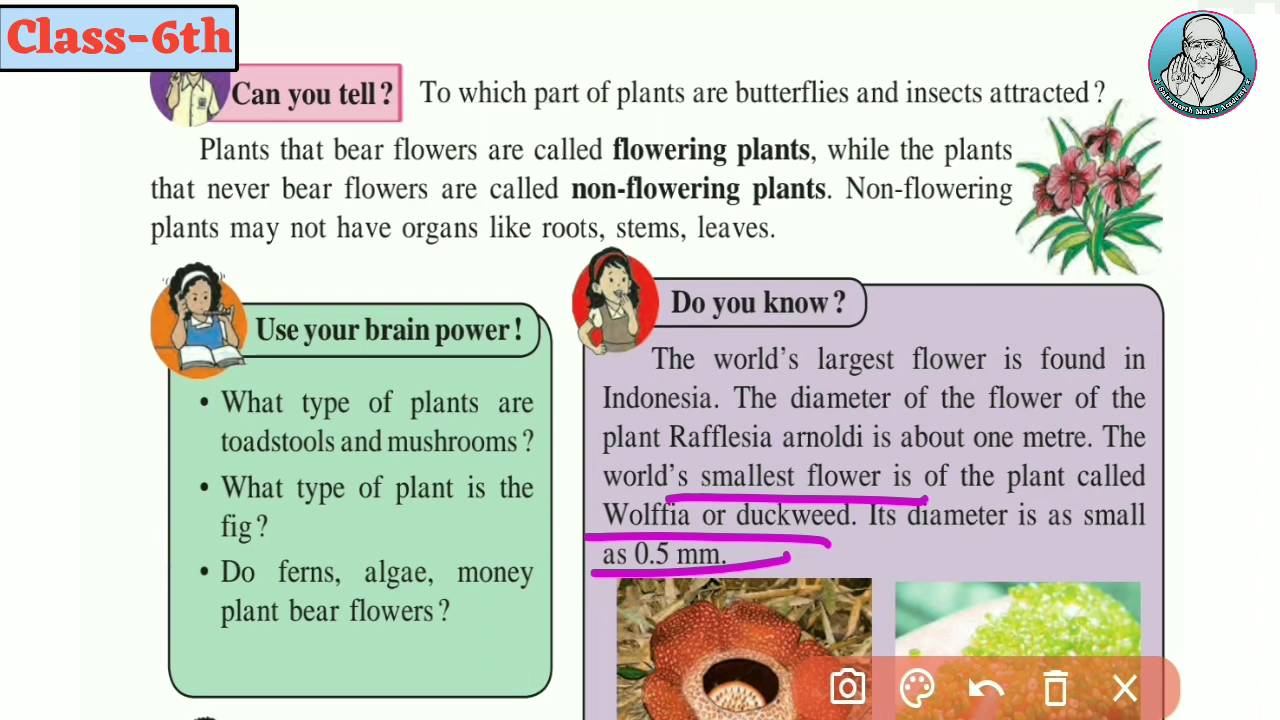 Class-6th
Can you tell? To which part of plants are butterflies and insects attracted?
Plants that bear flowers are called flowering plants, while the plants
that never bear flowers are called non-flowering plants. Non-flowering
plants may not have organs like roots, stems, leaves.
Use your brain power!
• What type of plants are
toadstools and mushrooms?
• What type of plant is the
fig?
• Do ferns, algae, money
plant bear flowers?
Do you know?
The world's largest flower is found in
Indonesia. The diameter of the flower of the
plant Rafflesia arnoldi is about one metre. The
world's smallest flower is of the plant called
Wolffia or duckweed. Its diameter is as small
as 0.5 mm.